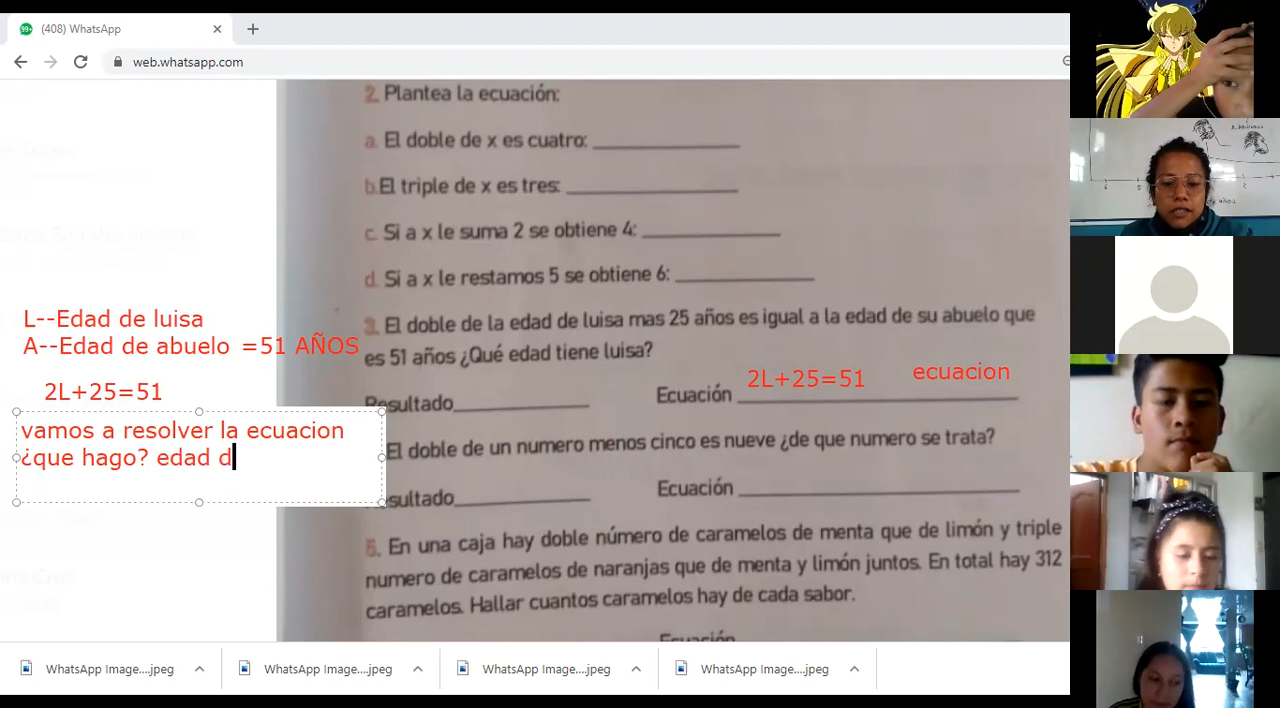 (408) WhatsApp
web.whatsapp.com
2. Plantea la ecuación:
a. El doble de x es cuatro:
b.El triple de x es tres:
c. Si a x le suma 2 se obtiene 4:
d. Si a x le restamos 5 se obtiene 6:
L--Edad de luisa
A--Edad de abuelo =51 AÑOS
3. El doble de la edad de luisa mas 25 años es igual a la edad de su abuelo que
es 51 años ¿Qué edad tiene luisa?
2L+25=51
Resultado Ecuación 2L+25=51 ecuacion
vamos a resolver la ecuacion
¿que hago? edad d
El doble de un numero menos cinco es nueve ¿de que numero se trata?
sultado Ecuación
5. En una caja hay doble número de caramelos de menta que de limón y triple
numero de caramelos de naranjas que de menta y limón juntos. En total hay 312
caramelos. Hallar cuantos caramelos hay de cada sabor.
Ecuación
WhatsApp Image....jpeg
WhatsApp Image....jpeg
WhatsApp Image....jpeg
WhatsApp Image....jpeg